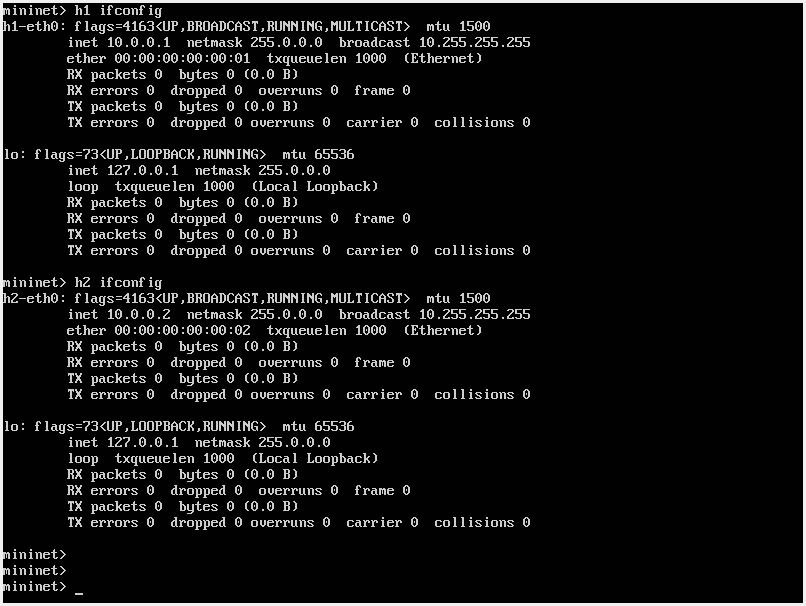 mininet> h1 ifconfig
h1-eth0: flags=4163<UP,BROADCAST,RUNNING,MULTICAST>  mtu 1500
        inet 10.0.0.1  netmask 255.0.0.0  broadcast 10.255.255.255
        ether 00:00:00:00:00:01  txqueuelen 1000  (Ethernet)
        RX packets 0  bytes 0 (0.0 B)
        RX errors 0  dropped 0  overruns 0  frame 0
        TX packets 0  bytes 0 (0.0 B)
        TX errors 0  dropped 0 overruns 0  carrier 0  collisions 0

lo: flags=73<UP,LOOPBACK,RUNNING>  mtu 65536
        inet 127.0.0.1  netmask 255.0.0.0
        loop  txqueuelen 1000  (Local Loopback)
        RX packets 0  bytes 0 (0.0 B)
        RX errors 0  dropped 0  overruns 0  frame 0
        TX packets 0  bytes 0 (0.0 B)
        TX errors 0  dropped 0 overruns 0  carrier 0  collisions 0

mininet> h2 ifconfig
h2-eth0: flags=4163<UP,BROADCAST,RUNNING,MULTICAST>  mtu 1500
        inet 10.0.0.2  netmask 255.0.0.0  broadcast 10.255.255.255
        ether 00:00:00:00:00:02  txqueuelen 1000  (Ethernet)
        RX packets 0  bytes 0 (0.0 B)
        RX errors 0  dropped 0  overruns 0  frame 0
        TX packets 0  bytes 0 (0.0 B)
        TX errors 0  dropped 0 overruns 0  carrier 0  collisions 0

lo: flags=73<UP,LOOPBACK,RUNNING>  mtu 65536
        inet 127.0.0.1  netmask 255.0.0.0
        loop  txqueuelen 1000  (Local Loopback)
        RX packets 0  bytes 0 (0.0 B)
        RX errors 0  dropped 0  overruns 0  frame 0
        TX packets 0  bytes 0 (0.0 B)
        TX errors 0  dropped 0 overruns 0  carrier 0  collisions 0

mininet>
mininet>
mininet> _